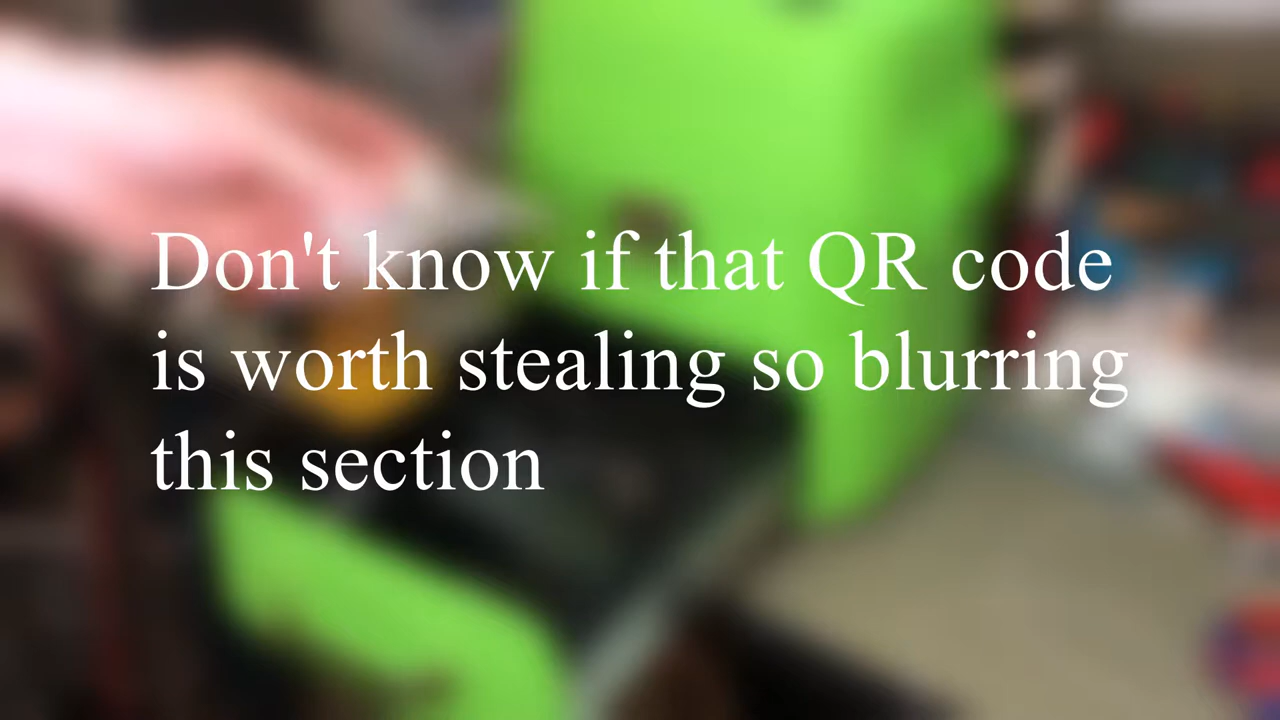 Don't know if that QR code
is worth stealing so blurring
this section